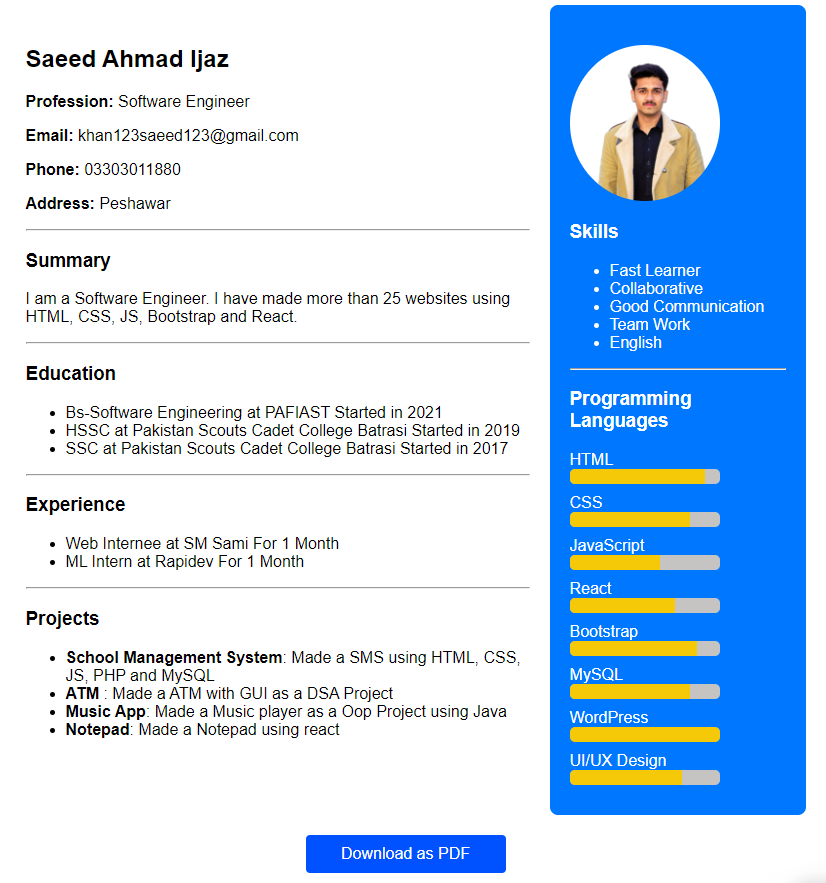 Saeed Ahmad Ijaz
Profession: Software Engineer
Email: khan123saeed123@gmail.com
Phone: 03303011880
Address: Peshawar
Summary
I am a Software Engineer. I have made more than 25 websites using
HTML, CSS, JS, Bootstrap and React.
Education
• Bs-Software Engineering at PAFIAST Started in 2021
• HSSC at Pakistan Scouts Cadet College Batrasi Started in 2019
• SSC at Pakistan Scouts Cadet College Batrasi Started in 2017
Experience
• Web Internee at SM Sami For 1 Month
• ML Intern at Rapidev For 1 Month
Projects
• School Management System: Made a SMS using HTML, CSS,
JS, PHP and MySQL
• ATM : Made a ATM with GUI as a DSA Project
• Music App: Made a Music player as a Oop Project using Java
• Notepad: Made a Notepad using react
Skills
• Fast Learner
• Collaborative
• Good Communication
• Team Work
• English
Programming
Languages
HTML
CSS
JavaScript
React
Bootstrap
MySQL
WordPress
UI/UX Design
Download as PDF